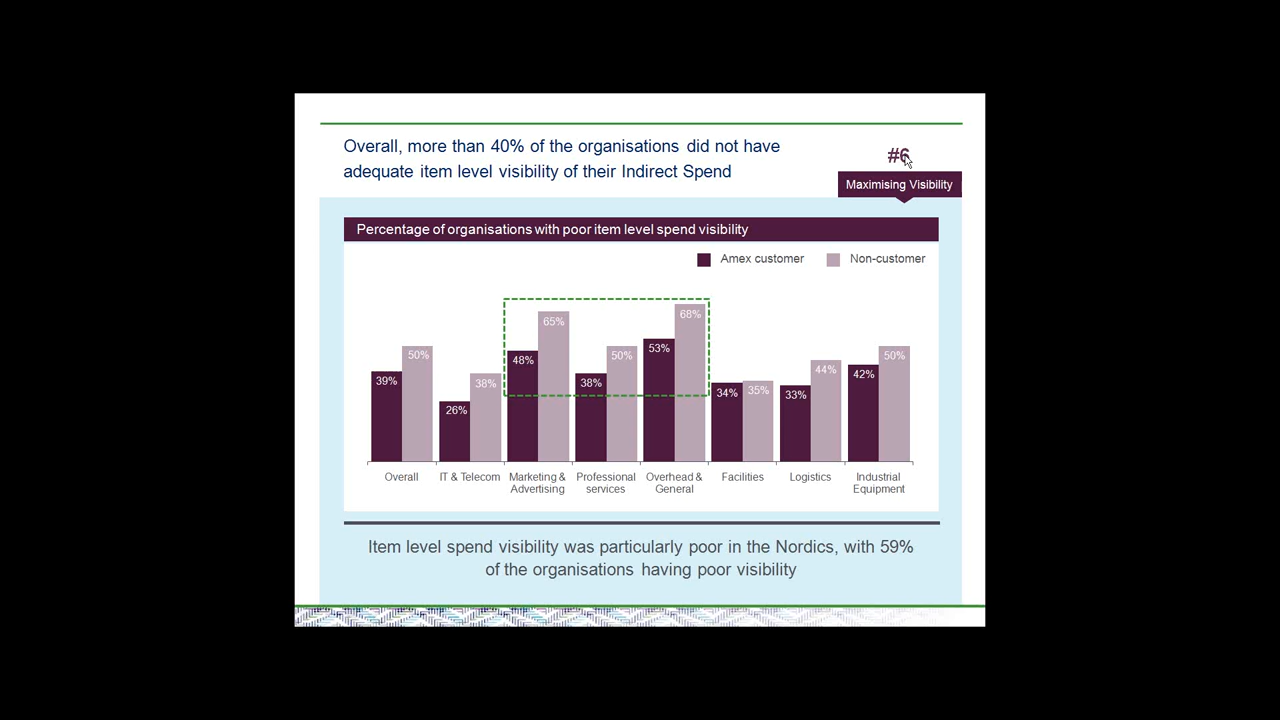 Overall, more than 40% of the organisations did not have
adequate item level visibility of their Indirect Spend
#6
Maximising Visibility
Percentage of organisations with poor item level spend visibility
Amex customer
Non-customer
39%
50%
26%
38%
48%
65%
38%
50%
53%
68%
34%
35%
33%
44%
42%
50%
Overall
IT & Telecom
Marketing &
Advertising
Professional
services
Overhead &
General
Facilities
Logistics
Industrial
Equipment
Item level spend visibility was particularly poor in the Nordics, with 59%
of the organisations having poor visibility